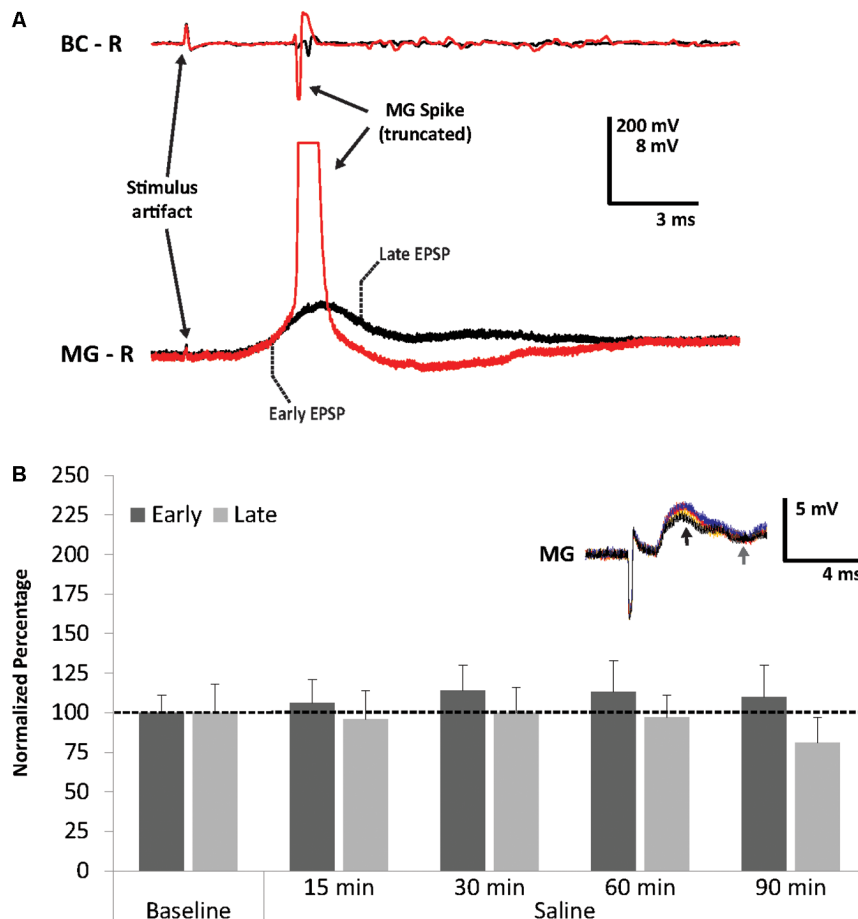 A
BC - R
MG Spike
(truncated)
200 mV
8 mV
3 ms
Stimulus
artifact
Late EPSP
MG - R
Early EPSP
B
250
225
200
175
150
125
100
75
50
25
0
Normalized Percentage
Early Late
MG
5 mV
4 ms
15 min 30 min 60 min 90 min
Baseline Saline